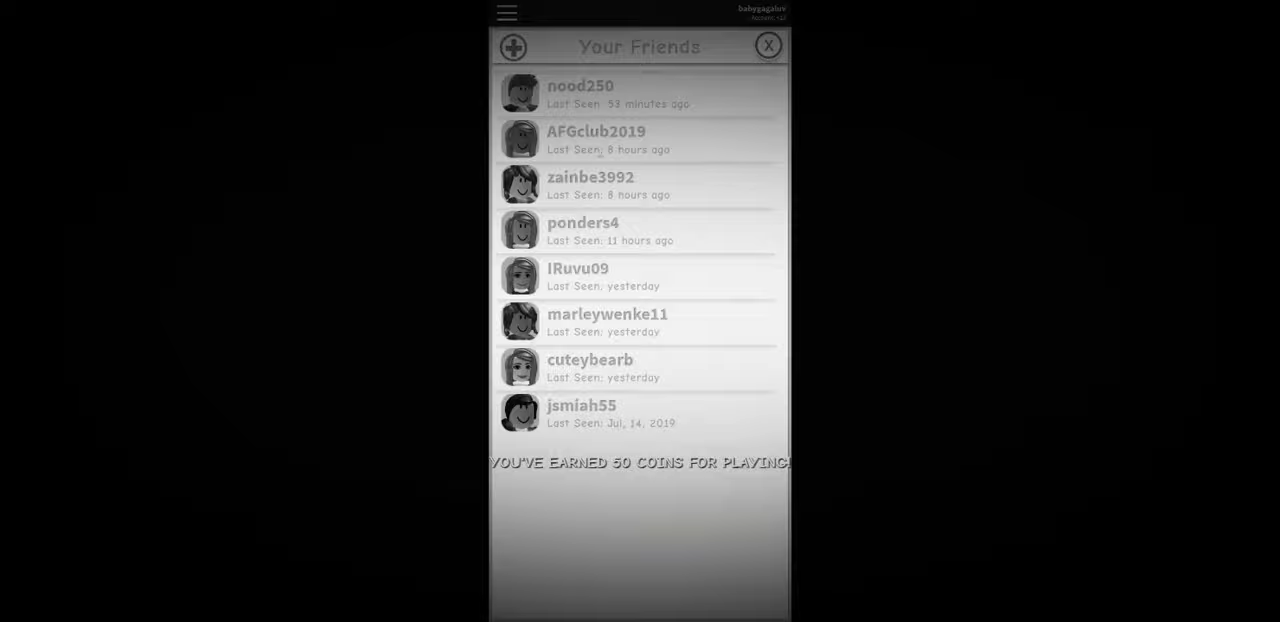 babygagaluv
Your Friends
X
nood250
Last Seen: 53 minutes ago
AFGclub2019
Last Seen: 8 hours ago
zainbe3992
Last Seen: 8 hours ago
ponders4
Last Seen: 11 hours ago
IRuvu09
Last Seen: yesterday
marleywenke11
Last Seen: yesterday
cuteybearb
Last Seen: yesterday
jsmiah55
Last Seen: Jul, 14, 2019
YOU'VE EARNED 50 COINS FOR PLAYING!